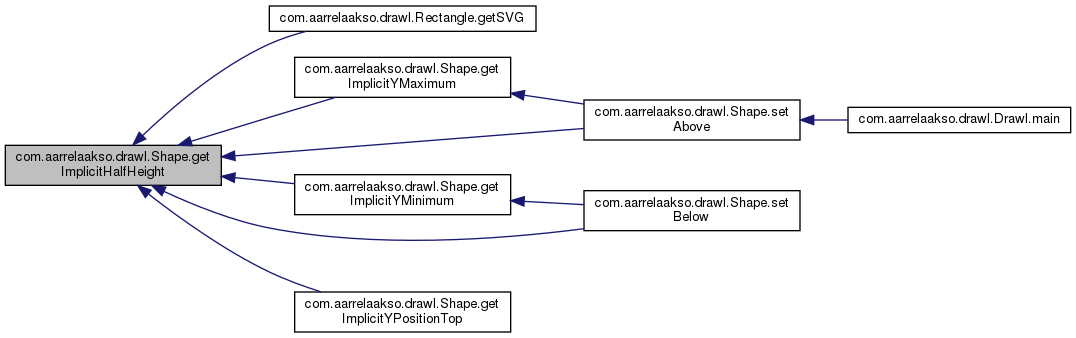 com.aarrelaakso.drawl.Rectangle.getSVG
com.aarrelaakso.drawl.Shape.get
ImplicitYMaximum
com.aarrelaakso.drawl.Shape.set
Above
com.aarrelaakso.drawl.Drawl.main
com.aarrelaakso.drawl.Shape.get
ImplicitHalfHeight
com.aarrelaakso.drawl.Shape.get
ImplicitYMinimum
com.aarrelaakso.drawl.Shape.set
Below
com.aarrelaakso.drawl.Shape.get
ImplicitYPositionTop